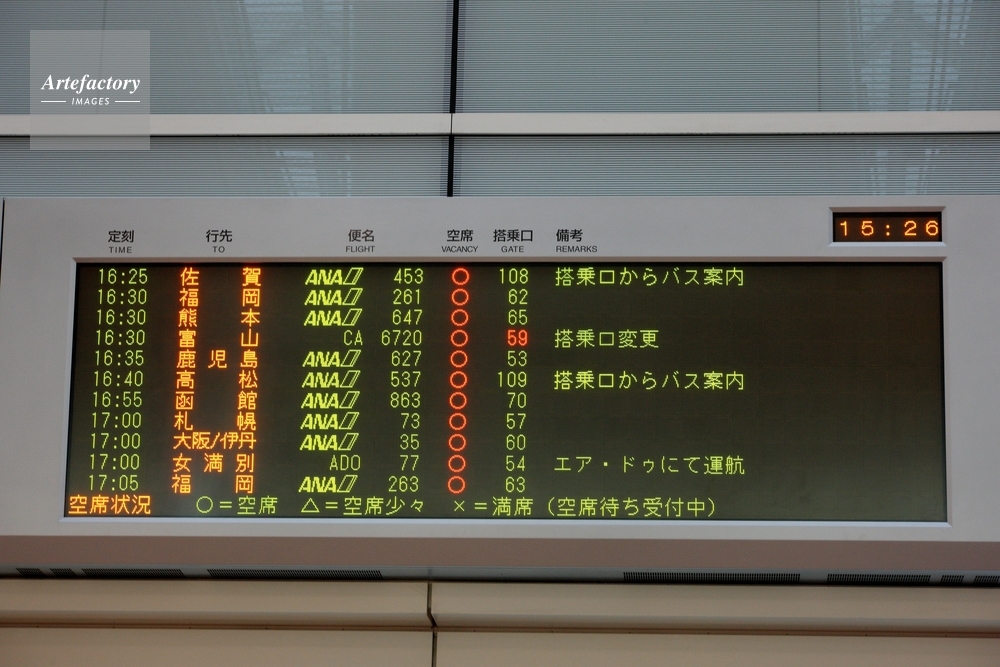 Artefactory
IMAGES
定刻 行先 便名 空席 搭乗口 備考 15:26
TIME TO FLIGHT VACANCY GATE REMARKS
16:25 佐賀 ANA 453 ○ 108 搭乗口からバス案内
16:30 福岡 ANA 261 ○ 62
16:30 熊本 ANA 647 ○ 65
16:30 富山 CA 6720 ○ 59 搭乗口変更
16:35 鹿児島 ANA 627 ○ 53
16:40 高松 ANA 537 ○ 109 搭乗口からバス案内
16:55 函館 ANA 863 ○ 70
17:00 札幌 ANA 73 ○ 57
17:00 大阪/伊丹 ANA 35 ○ 60
17:00 女満別 ADO 77 ○ 54 エア・ドゥにて運航
17:05 福岡 ANA 263 ○ 63
空席状況 ○=空席 △=空席少々 ×=満席(空席待ち受付中)